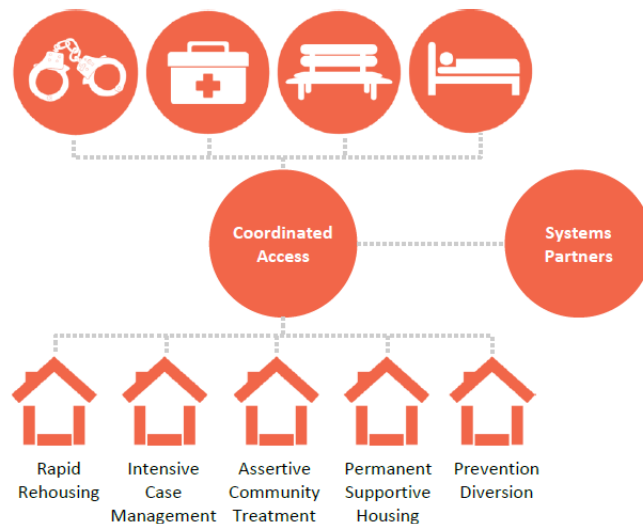 Coordinated
Access
Systems
Partners
Rapid
Rehousing
Intensive
Case
Management
Assertive
Community
Treatment
Permanent
Supportive
Housing
Prevention
Diversion